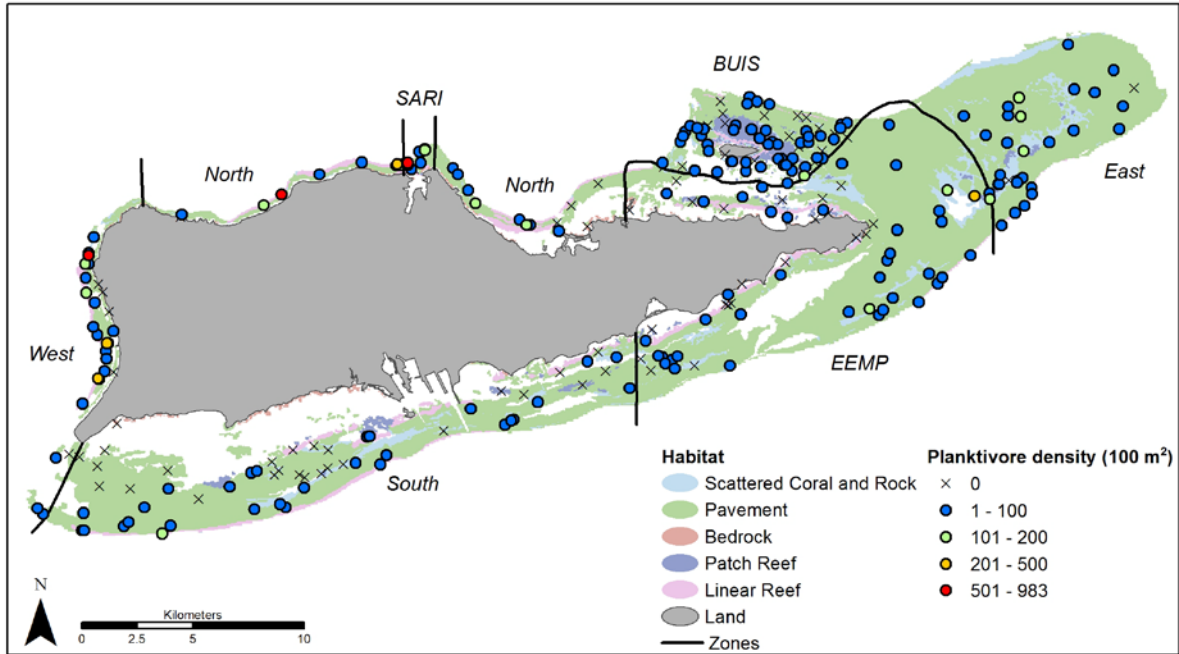 BUIS
SARI
North
North
East
West
EEMP
South
Habitat
Scattered Coral and Rock
Pavement
Bedrock
Patch Reef
Linear Reef
Land
Zones
Planktivore density (100 m²)
0
1 - 100
101 - 200
201 - 500
501 - 983
N
Kilometers
0 2.5 5 10